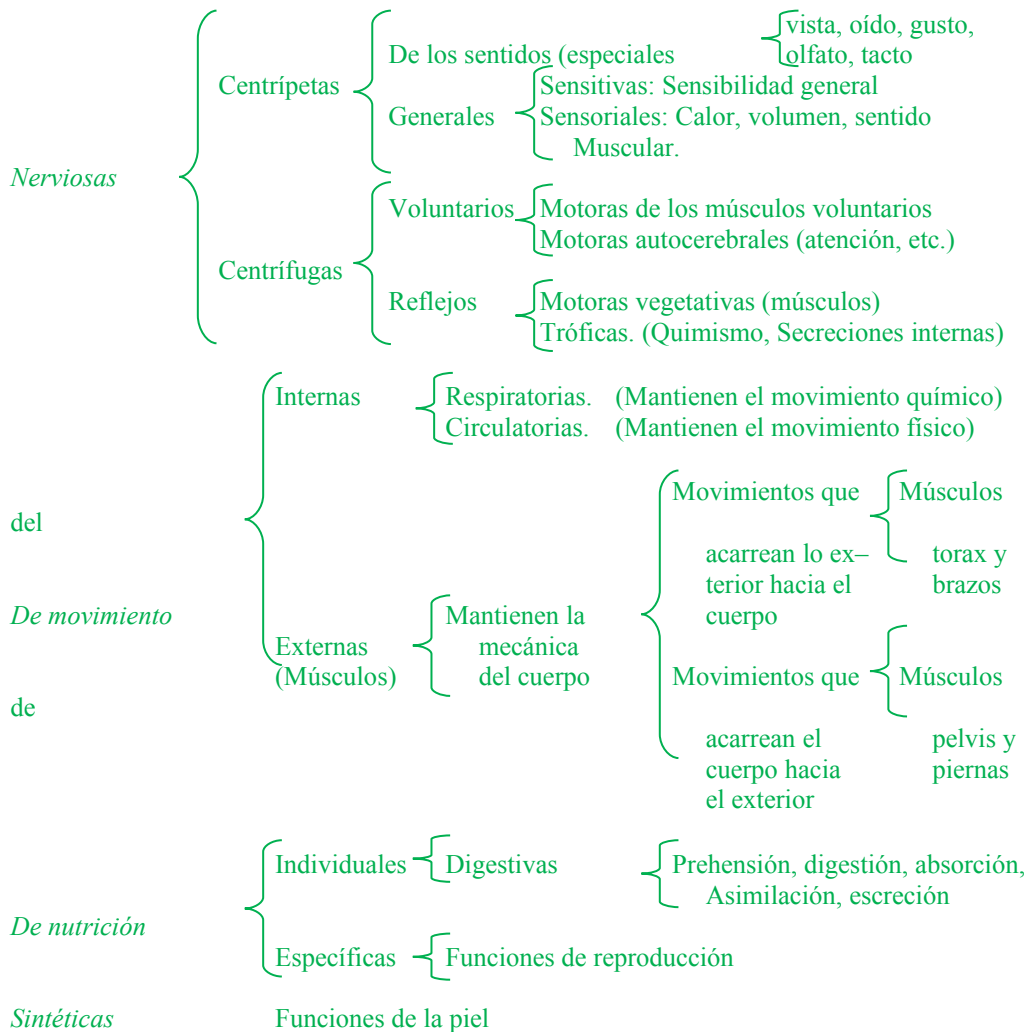 vista, oído, gusto,
De los sentidos (especiales
olfato, tacto
Centrípetas
Sensitivas: Sensibilidad general
Generales
Sensoriales: Calor, volumen, sentido
Muscular.
Nerviosas
Voluntarios
Motoras de los músculos voluntarios
Motoras autocerebrales (atención, etc.)
Centrífugas
Reflejos
Motoras vegetativas (músculos)
Tróficas. (Quimismo, Secreciones internas)
Internas
Respiratorias. (Mantienen el movimiento químico)
Circulatorias. (Mantienen el movimiento físico)
Movimientos que
Músculos
del
acarrean lo ex–
torax y
terior hacia el
brazos
cuerpo
De movimiento
Externas
Mantienen la
(Músculos)
mecánica
del cuerpo
Movimientos que
Músculos
de
acarrean el
pelvis y
cuerpo hacia
piernas
el exterior
Individuales
Digestivas
Prehensión, digestión, absorción,
Asimilación, escreción
De nutrición
Específicas
Funciones de reproducción
Sintéticas
Funciones de la piel